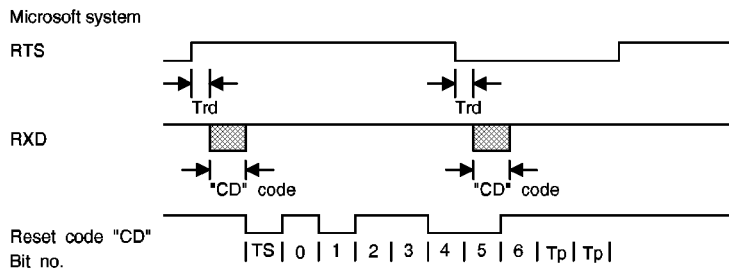 Microsoft system
RTS
Trd Trd
RXD
"CD" code "CD" code
Reset code "CD"
Bit no. TS 0 1 2 3 4 5 6 Tp Tp